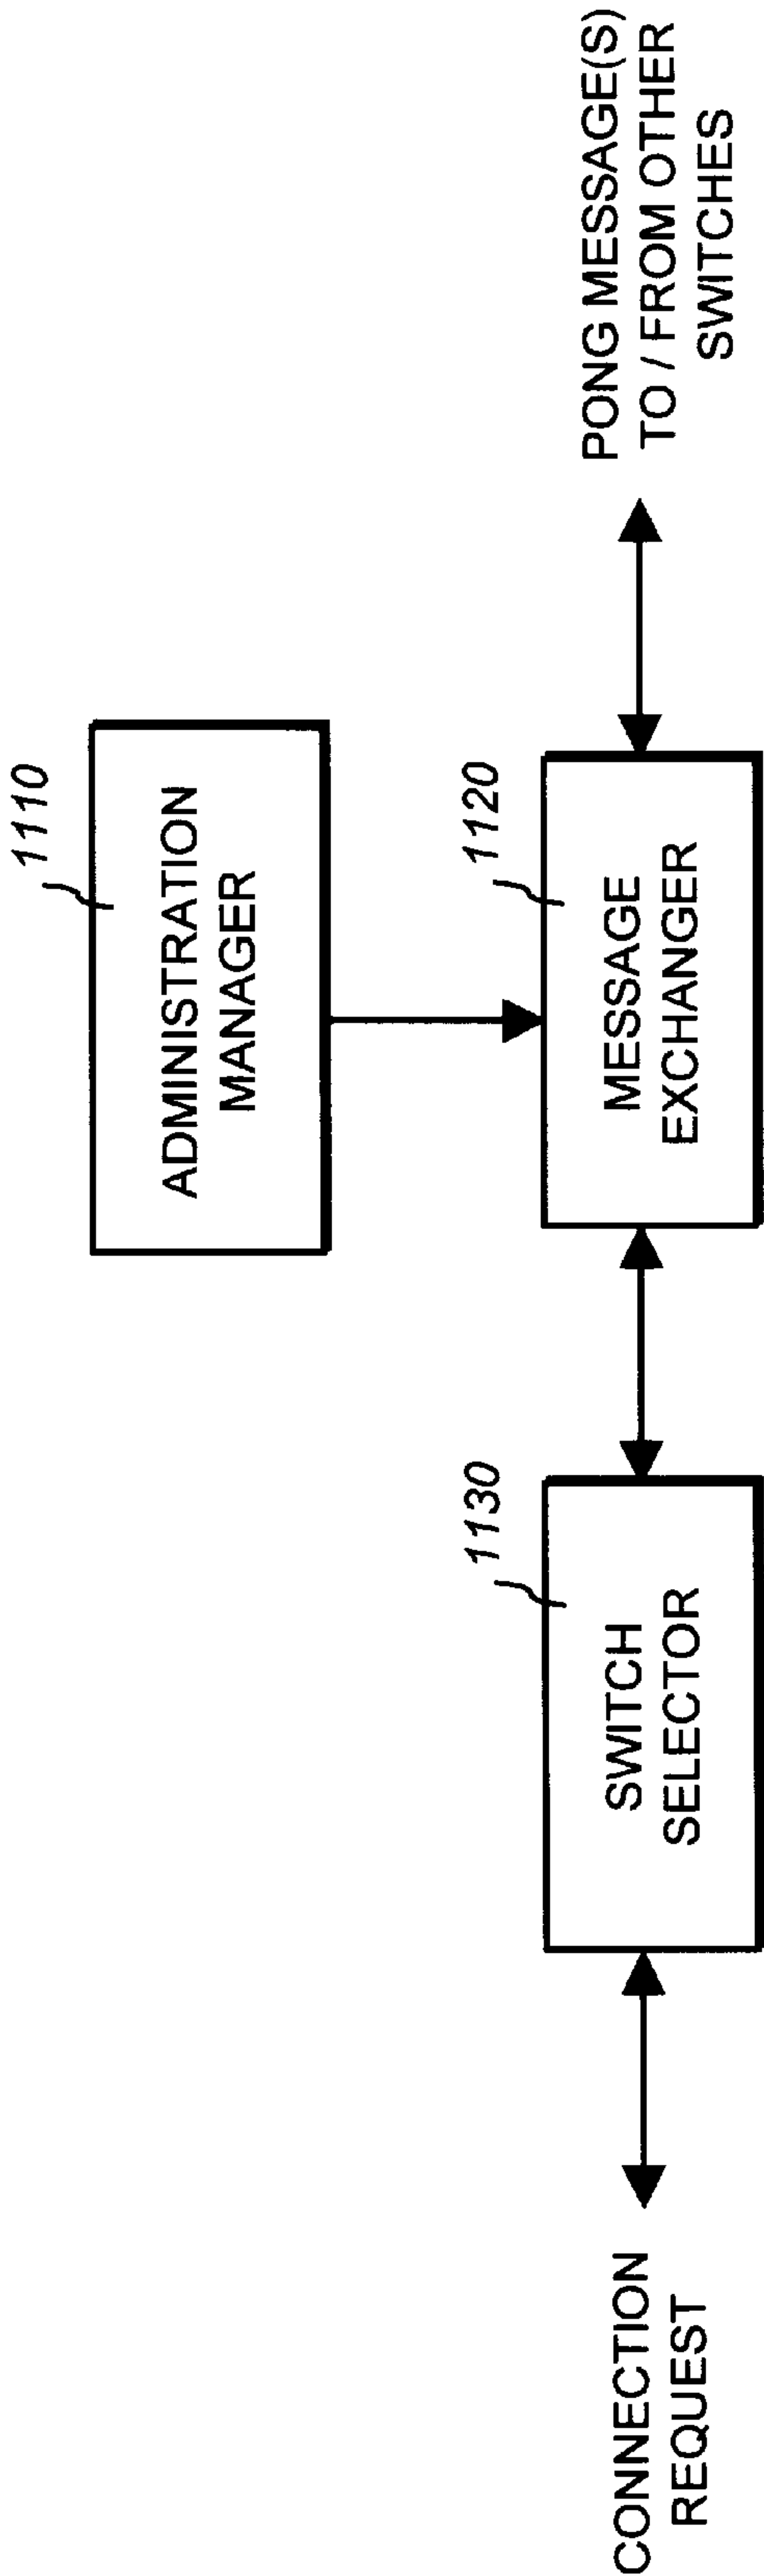 1110
ADMINISTRATION
MANAGER
1130
1120
CONNECTION
REQUEST
SWITCH
SELECTOR
MESSAGE
EXCHANGER
PONG MESSAGE(S)
TO / FROM OTHER
SWITCHES